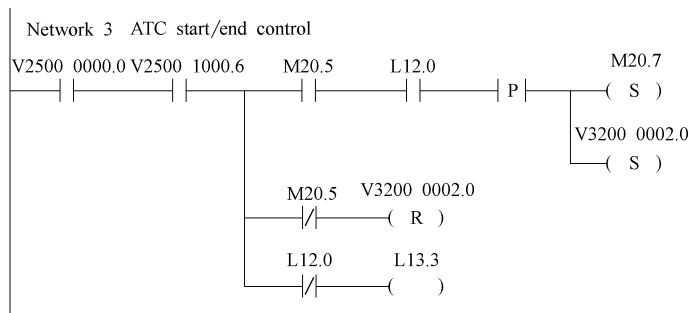 Network 3 ATC start/end control
V2500 0000.0 V2500 1000.6 M20.5 L12.0 M20.7
P ( S )
V3200 0002.0
( S )
M20.5 V3200 0002.0
( R )
L12.0 L13.3
( )